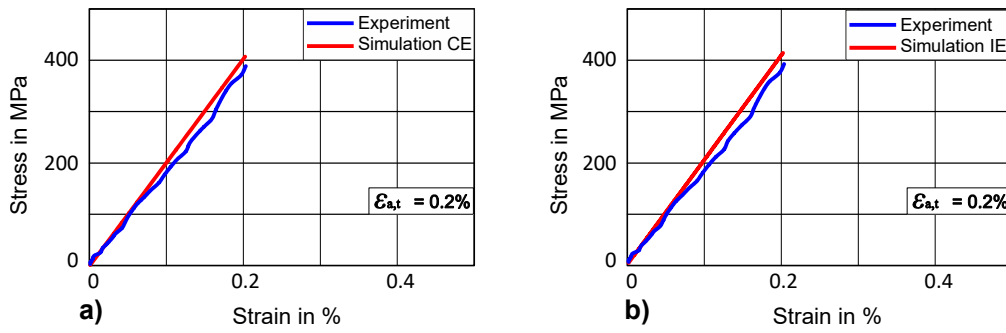 Experiment
Simulation CE
Stress in MPa
400
200
0
εa,t = 0.2%
0 0.2 0.4
a) Strain in %
Experiment
Simulation IE
Stress in MPa
400
200
0
εa,t = 0.2%
0 0.2 0.4
b) Strain in %